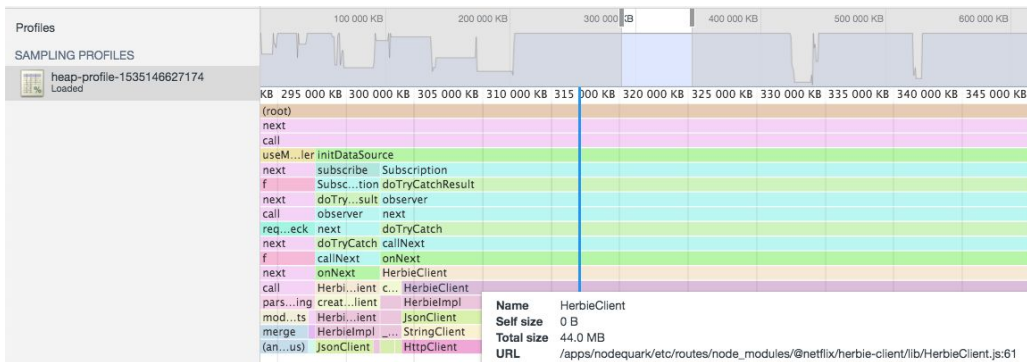 Profiles
SAMPLING PROFILES
heap-profile-1535146627174
Loaded
100 000 KB 200 000 KB 300 000 KB 400 000 KB 500 000 KB 600 000 KB
KB 295 000 KB 300 000 KB 305 000 KB 310 000 KB 315 000 KB 320 000 KB 325 000 KB 330 000 KB 335 000 KB 340 000 KB 345 000 KB
(root)
next
call
useM...ler initDataSource
next subscribe Subscription
f Subsc...tion doTryCatchResult
next doTry...sult observer
call observer next
req...eck next doTryCatch
next doTryCatch callNext
f callNext onNext
next onNext HerbieClient
call Herbi...ient c... HerbieClient
pars...ing creat...lient HerbieImpl
mod...ts Herbi...ient JsonClient
merge HerbieImpl _... StringClient
(an...us) JsonClient HttpClient
Name HerbieClient
Self size 0 B
Total size 44.0 MB
URL /apps/nodequark/etc/routes/node_modules/@netflix/herbie-client/lib/HerbieClient.js:61